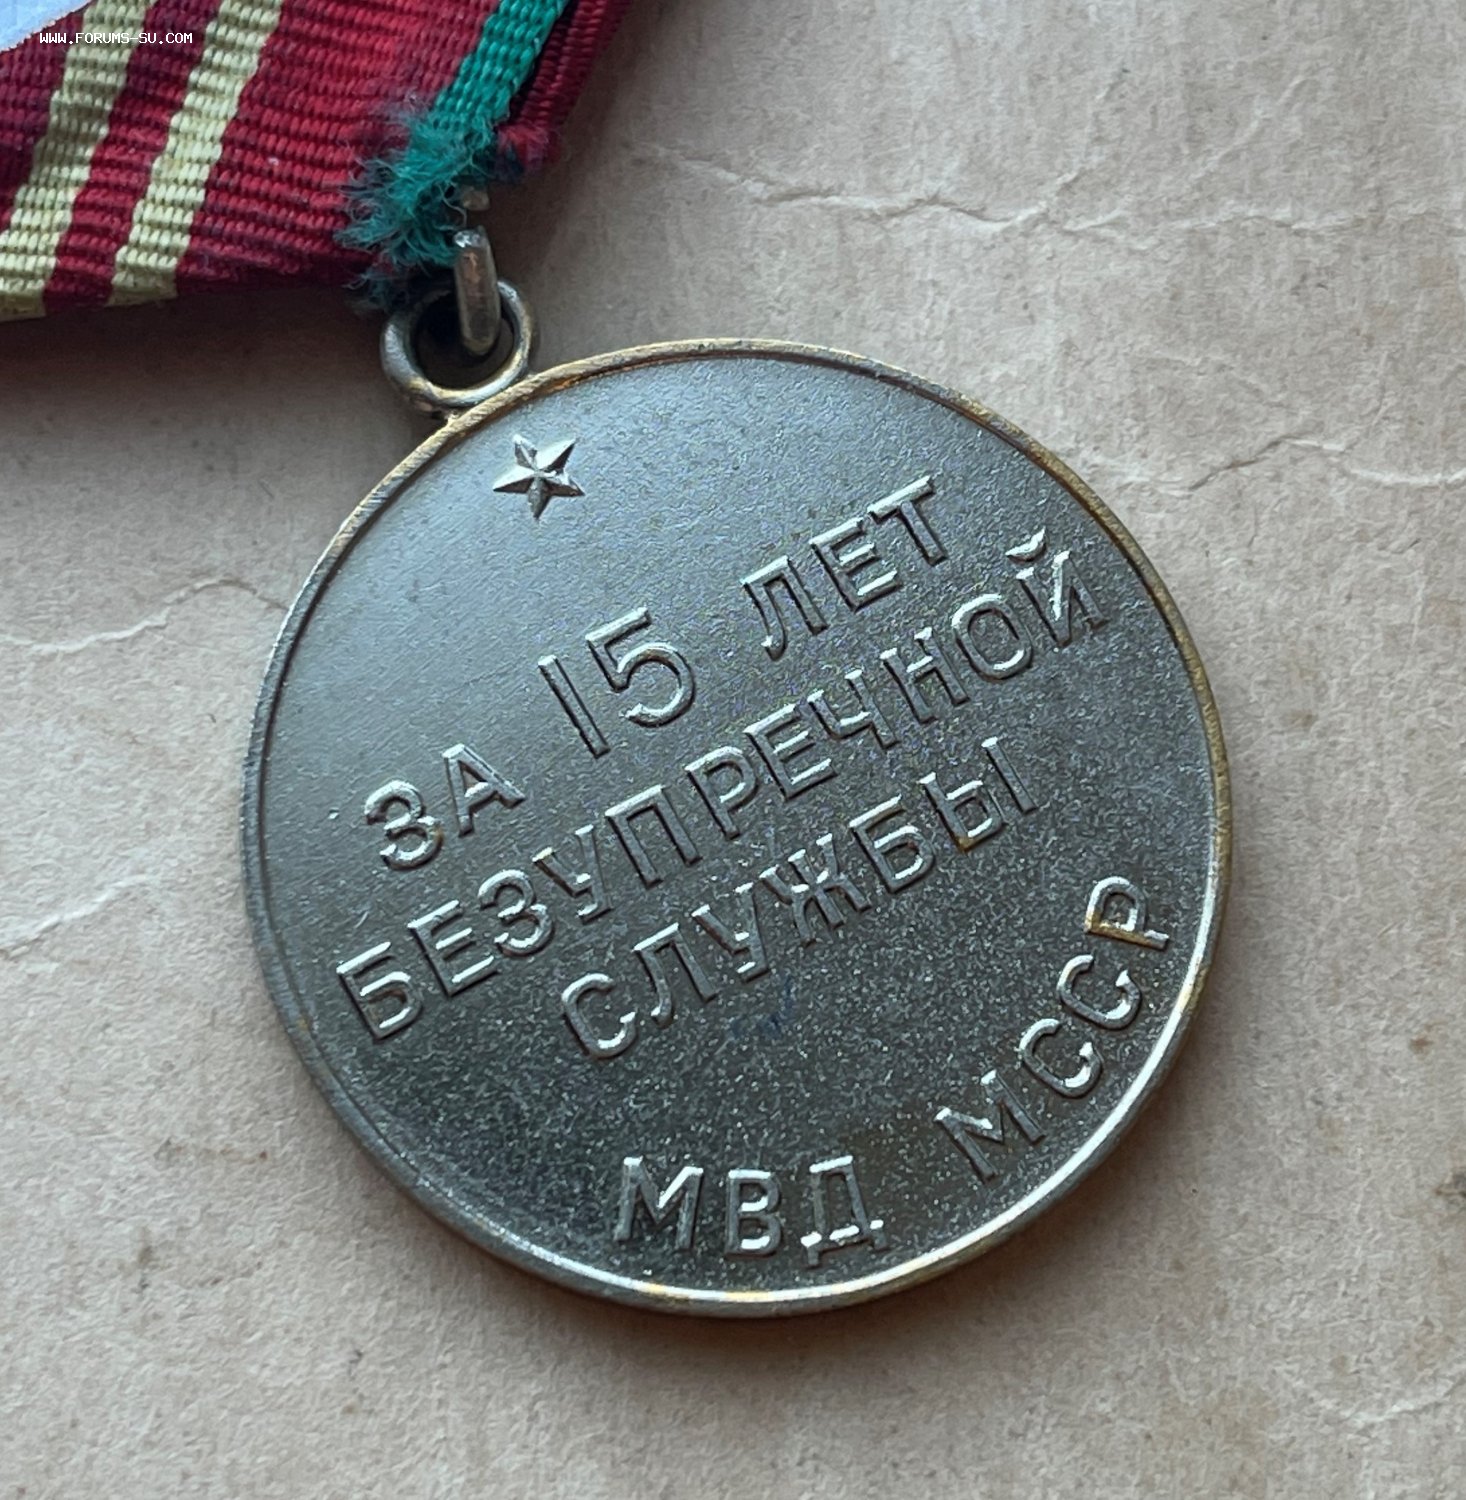 WWW.FORUMS-SU.COM
ЗА 15 ЛЕТ
БЕЗУПРЕЧНОЙ
СЛУЖБЫ
МВД МССР